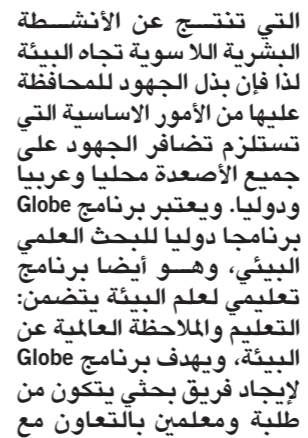 التي تنتج عن الأنشطة
البشرية اللا سوية تجاه البيئة
لذا فإن بذل الجهود للمحافظة
عليها من الأمور الاساسية التي
تستلزم تضافر الجهود على
جميع الأصعدة محليا وعربيا
ودوليا. ويعتبر برنامج Globe
برنامجا دوليا للبحث العلمي
البيئي، وهو أيضا برنامج
تعليمي لعلم البيئة يتضمن:
التعليم والملاحظة العالمية عن
البيئة، ويهدف برنامج Globe
لإيجاد فريق بحثي يتكون من
طلبة ومعلمين بالتعاون مع